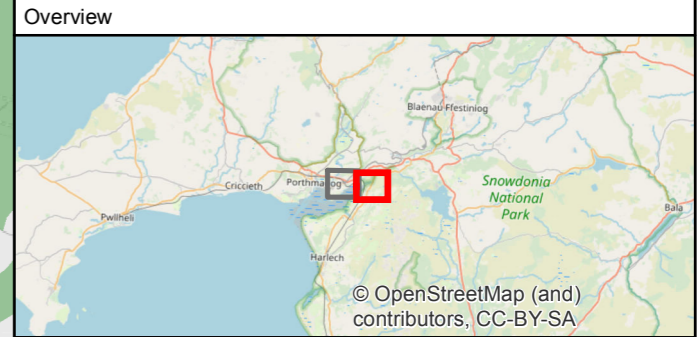 Overview
Blaenau Ffestiniog
Criccieth
Porthmadog
Snowdonia
National
Park
Pwllheli
Bala
Harlech
© OpenStreetMap (and)
contributors, CC-BY-SA